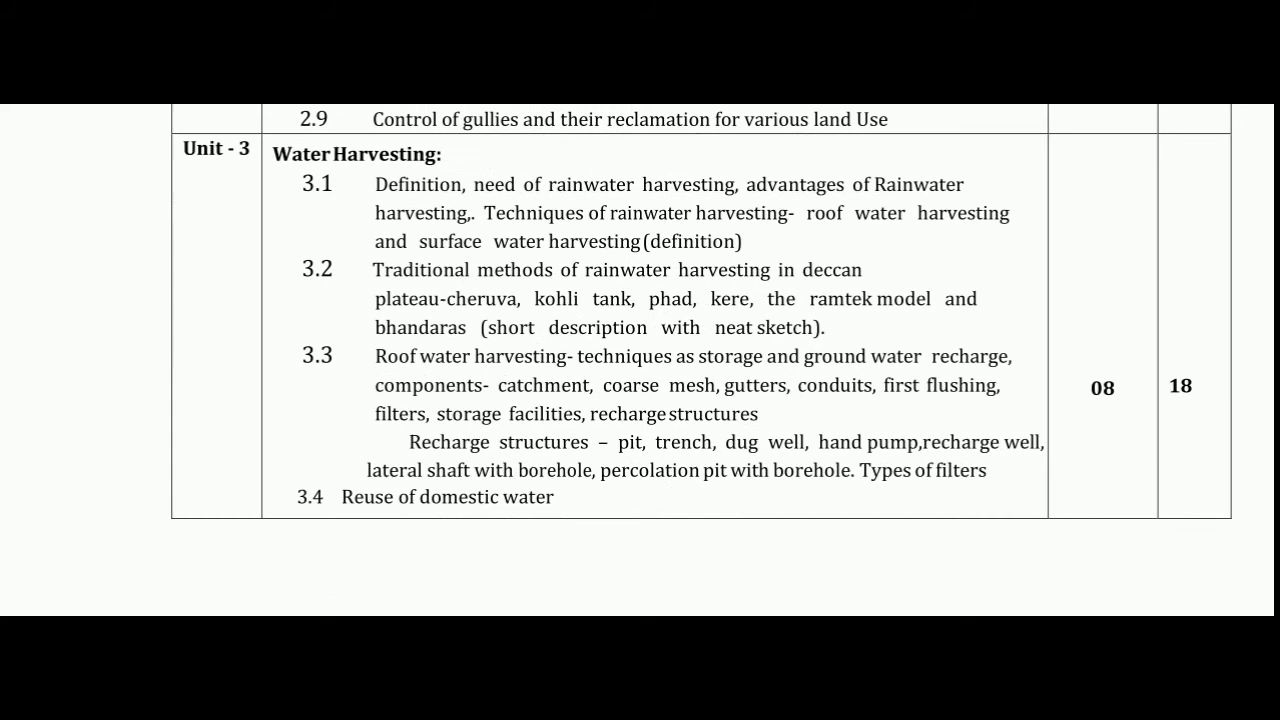 2.9 Control of gullies and their reclamation for various land Use
Unit - 3
Water Harvesting:
3.1 Definition, need of rainwater harvesting, advantages of Rainwater
harvesting,. Techniques of rainwater harvesting- roof water harvesting
and surface water harvesting (definition)
3.2 Traditional methods of rainwater harvesting in deccan
plateau-cheruva, kohli tank, phad, kere, the ramtek model and
bhandaras (short description with neat sketch).
3.3 Roof water harvesting- techniques as storage and ground water recharge,
components- catchment, coarse mesh, gutters, conduits, first flushing,
filters, storage facilities, recharge structures
Recharge structures – pit, trench, dug well, hand pump,recharge well,
lateral shaft with borehole, percolation pit with borehole. Types of filters
3.4 Reuse of domestic water
08
18